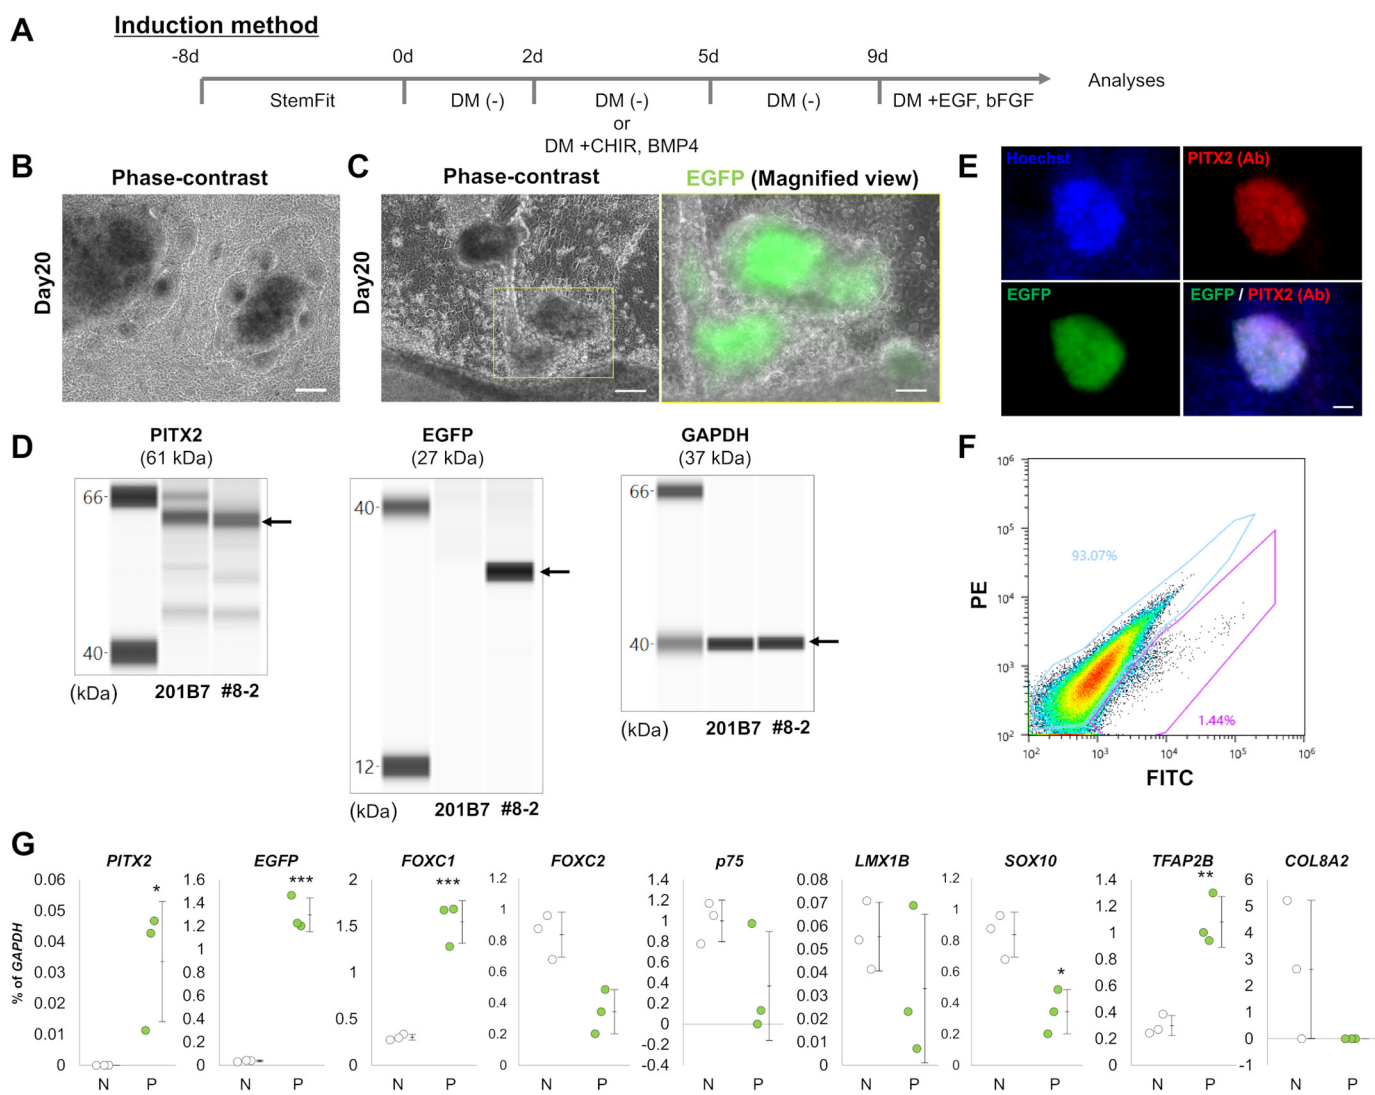 A
Induction method
-8d 0d 2d 5d 9d
StemFit DM (-) DM (-) DM (-) DM +EGF, bFGF Analyses
or
DM +CHIR, BMP4
B
Phase-contrast
Day20
C
Phase-contrast EGFP (Magnified view)
Day20
E
Hoechst PITX2 (Ab)
EGFP EGFP / PITX2 (Ab)
D
PITX2
(61 kDa)
66-
40-
(kDa) 201B7 #8-2
EGFP
(27 kDa)
40-
12-
(kDa) 201B7 #8-2
GAPDH
(37 kDa)
66-
40-
(kDa) 201B7 #8-2
F
PE
10⁶
10⁵
10⁴
10³
10²
93.07%
1.44%
10² 10³ 10⁴ 10⁵ 10⁶
FITC
G
% of GAPDH
PITX2
0.06
0.05
0.04
0.03
0.02
0.01
0
*
N P
EGFP
1.6
1.4
1.2
1
0.8
0.6
0.4
0.2
0
***
N P
FOXC1
2
1.5
1
0.5
0
***
N P
FOXC2
1.2
1
0.8
0.6
0.4
0.2
0
N P
p75
1.4
1.2
1
0.8
0.6
0.4
0.2
0
-0.2
-0.4
N P
LMX1B
0.08
0.07
0.06
0.05
0.04
0.03
0.02
0.01
0
N P
SOX10
1.2
1
0.8
0.6
0.4
0.2
0
*
N P
TFAP2B
1.4
1.2
1
0.8
0.6
0.4
0.2
0
**
N P
COL8A2
6
5
4
3
2
1
0
-1
N P